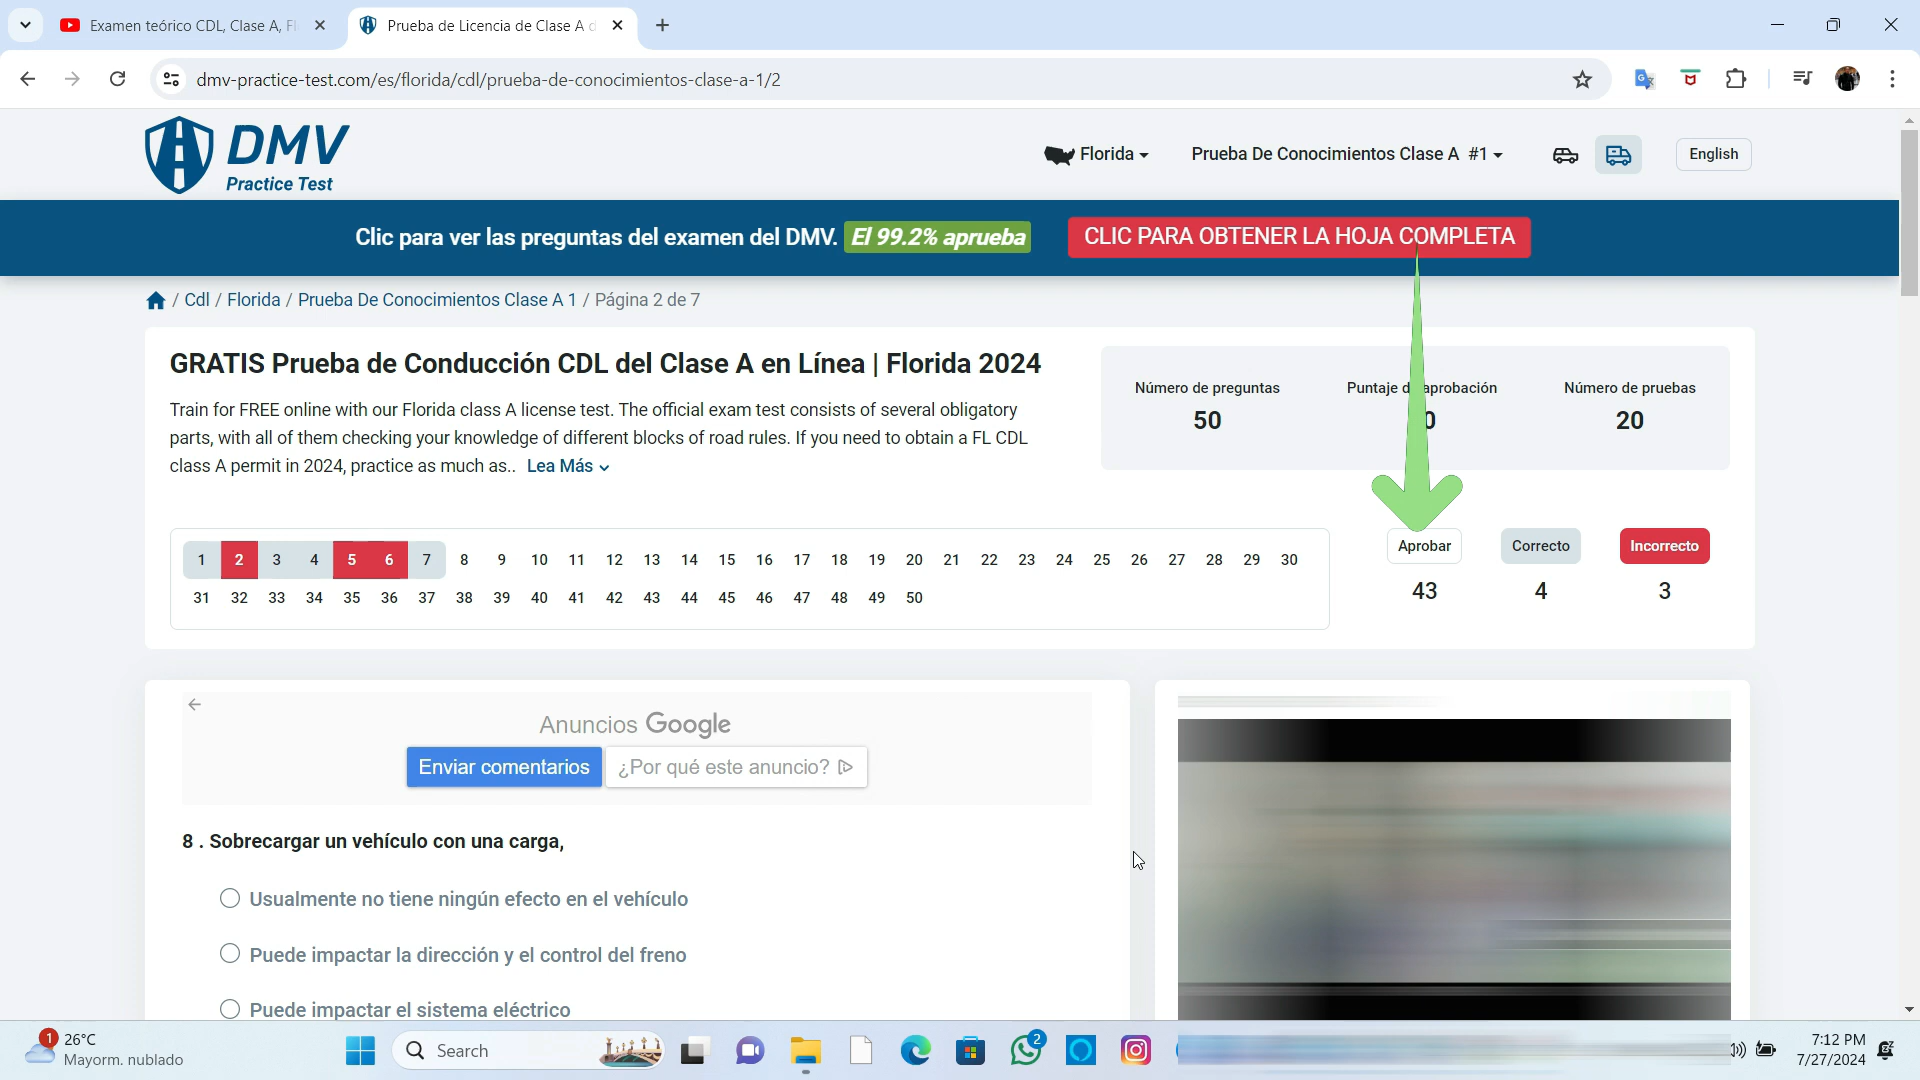 Examen teórico CDL, Clase A, Fl
Prueba de Licencia de Clase A d
dmv-practice-test.com/es/florida/cdl/prueba-de-conocimientos-clase-a-1/2
DMV
Practice Test
Florida
Prueba De Conocimientos Clase A #1
English
Clic para ver las preguntas del examen del DMV. El 99.2% aprueba
CLIC PARA OBTENER LA HOJA COMPLETA
/ Cdl / Florida / Prueba De Conocimientos Clase A 1 / Página 2 de 7
GRATIS Prueba de Conducción CDL del Clase A en Línea | Florida 2024
Train for FREE online with our Florida class A license test. The official exam test consists of several obligatory
parts, with all of them checking your knowledge of different blocks of road rules. If you need to obtain a FL CDL
class A permit in 2024, practice as much as.. Lea Más
Número de preguntas
50
Puntaje d aprobación
0
Número de pruebas
20
1 2 3 4 5 6 7 8 9 10 11 12 13 14 15 16 17 18 19 20 21 22 23 24 25 26 27 28 29 30
31 32 33 34 35 36 37 38 39 40 41 42 43 44 45 46 47 48 49 50
Aprobar
43
Correcto
4
Incorrecto
3
Anuncios Google
Enviar comentarios
¿Por qué este anuncio?
8 . Sobrecargar un vehículo con una carga,
Usualmente no tiene ningún efecto en el vehículo
Puede impactar la dirección y el control del freno
Puede impactar el sistema eléctrico
1
26°C
Mayorm. nublado
Search
2
7:12 PM
7/27/2024